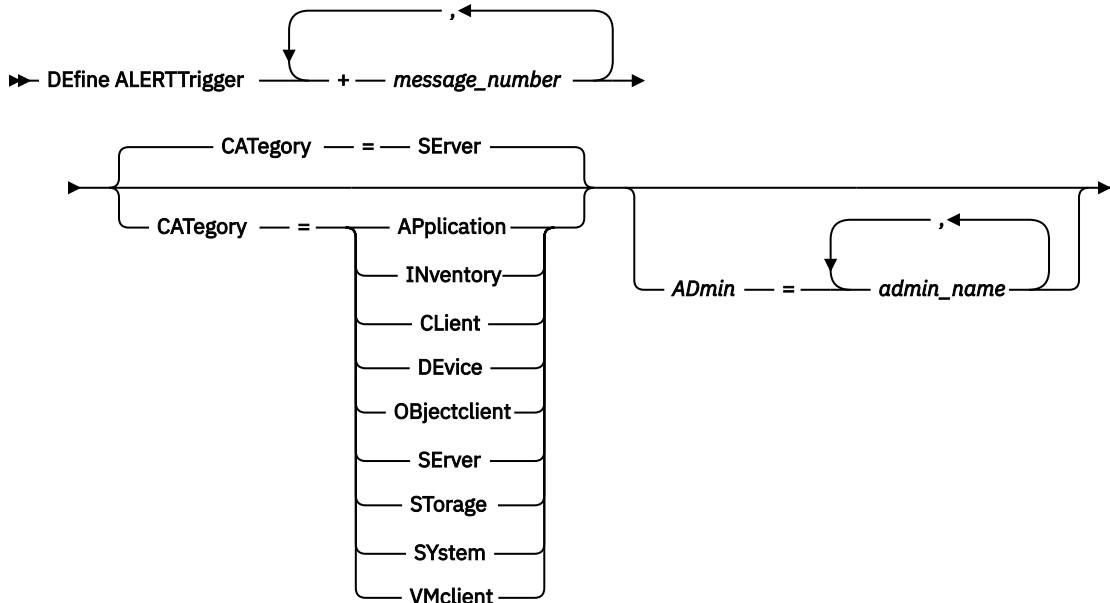 ,
DEfine ALERTTrigger + message_number
CATegory = SErver
CATegory = APplication
,
INventory
ADmin = admin_name
CLient
DEvice
OBjectclient
SErver
STorage
SYstem
VMclient